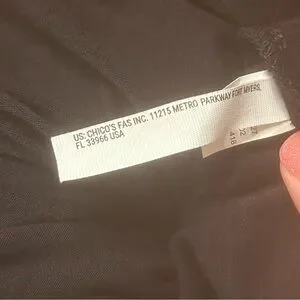 US: CHICO'S FAS INC. 11215 METRO PARKWAY FORT MYERS,
FL 33966 USA